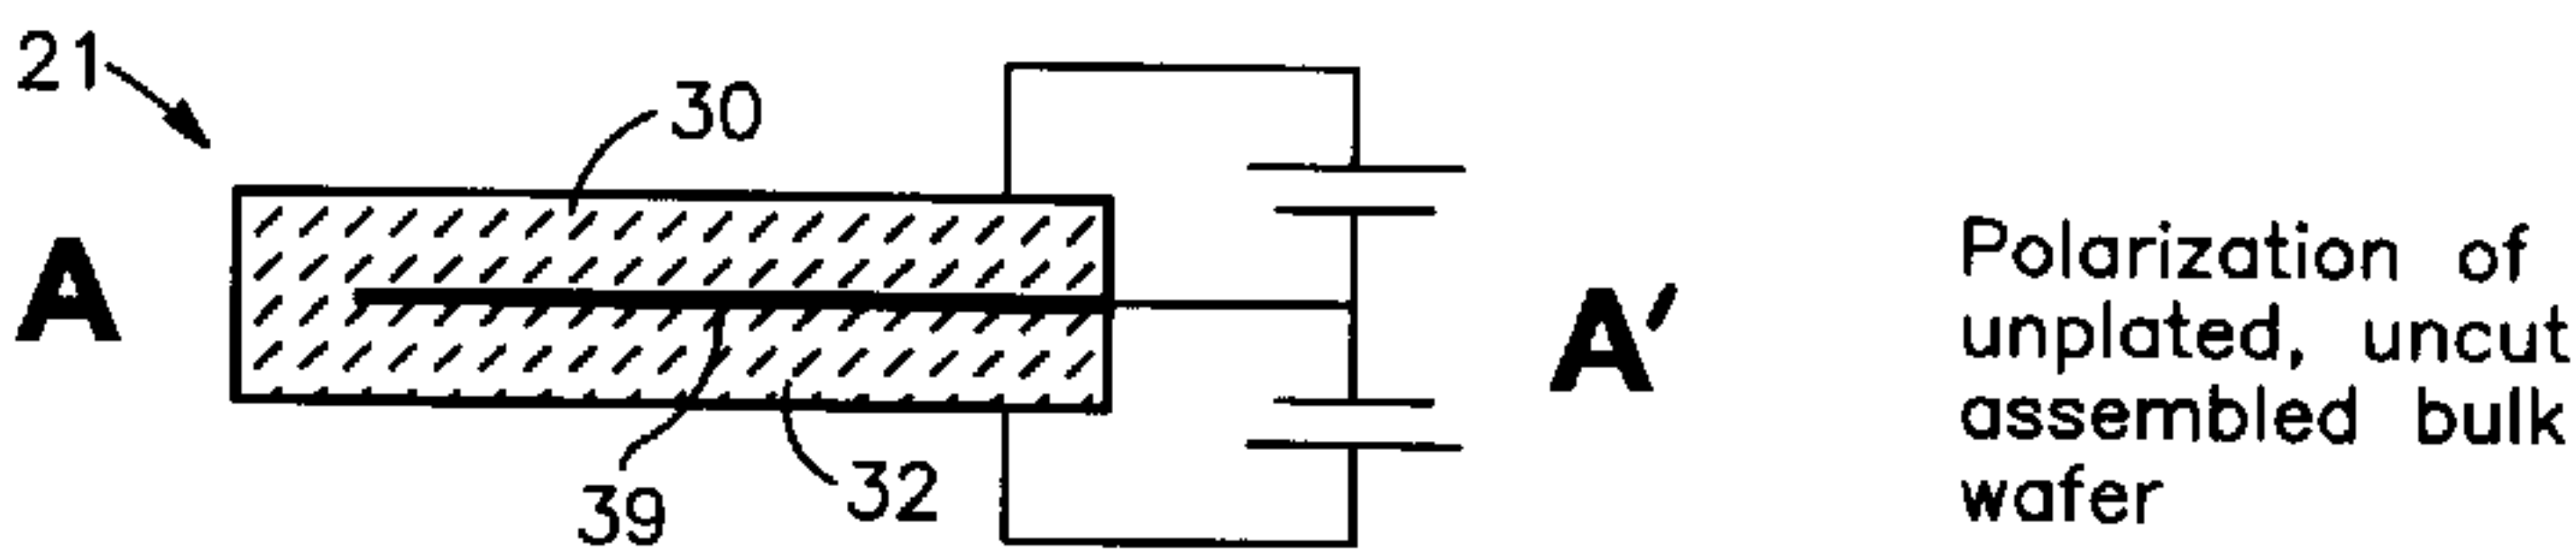 21
30
A
A'
39
32
Polarization of
unplated, uncut
assembled bulk
wafer